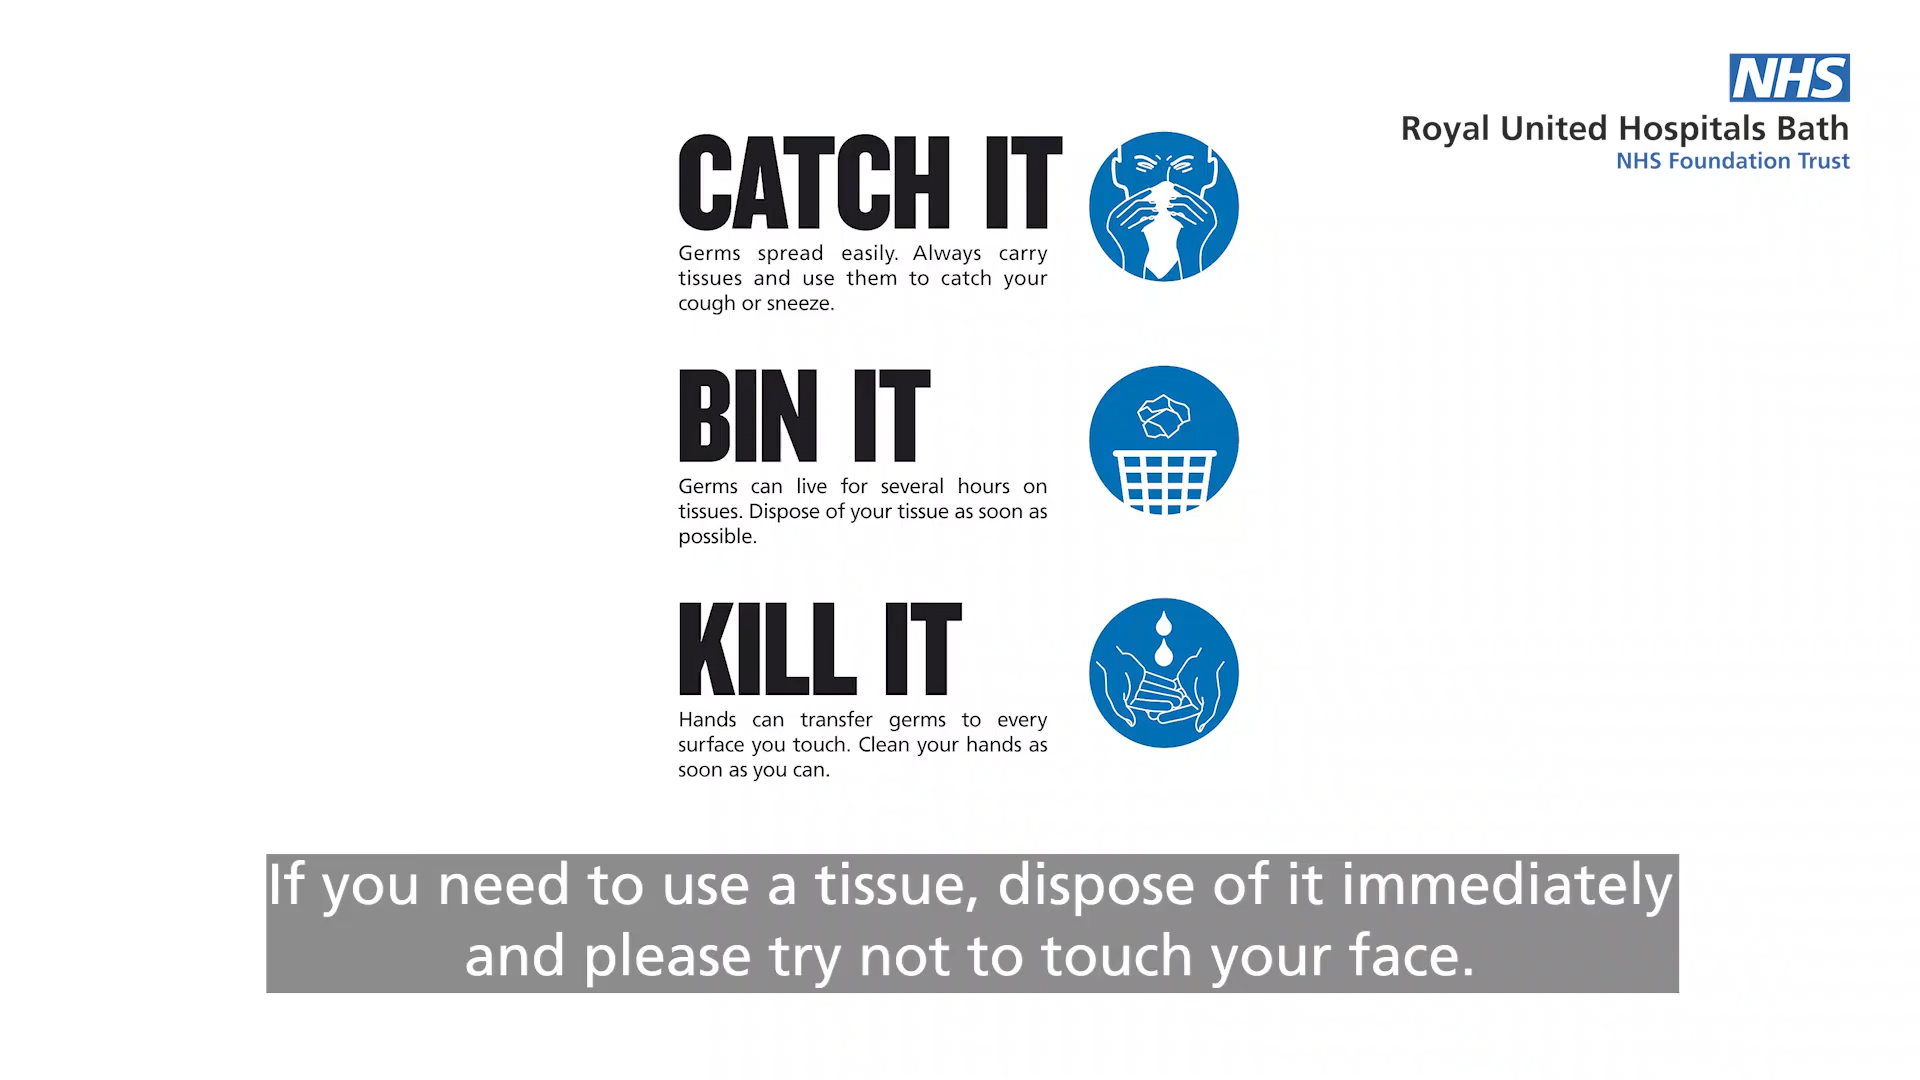 NHS
Royal United Hospitals Bath
NHS Foundation Trust
CATCH IT
Germs spread easily. Always carry
tissues and use them to catch your
cough or sneeze.
BIN IT
Germs can live for several hours on
tissues. Dispose of your tissue as soon as
possible.
KILL IT
Hands can transfer germs to every
surface you touch. Clean your hands as
soon as you can.
If you need to use a tissue, dispose of it immediately
and please try not to touch your face.